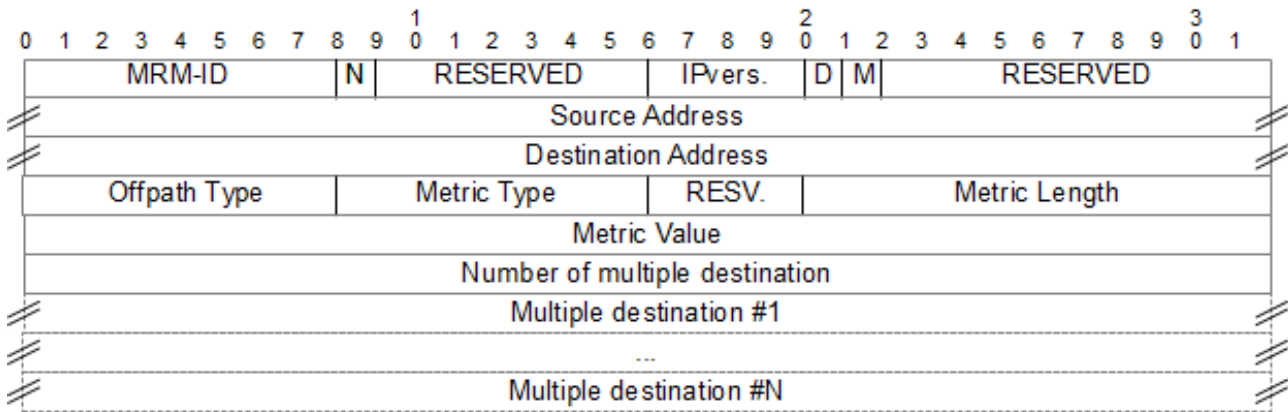 1 2 3
0 1 2 3 4 5 6 7 8 9 0 1 2 3 4 5 6 7 8 9 0 1 2 3 4 5 6 7 8 9 0 1
MRM-ID N RESERVED IPvers. D M RESERVED
Source Address
Destination Address
Offpath Type Metric Type RESV. Metric Length
Metric Value
Number of multiple destination
Multiple destination #1
...
Multiple destination #N